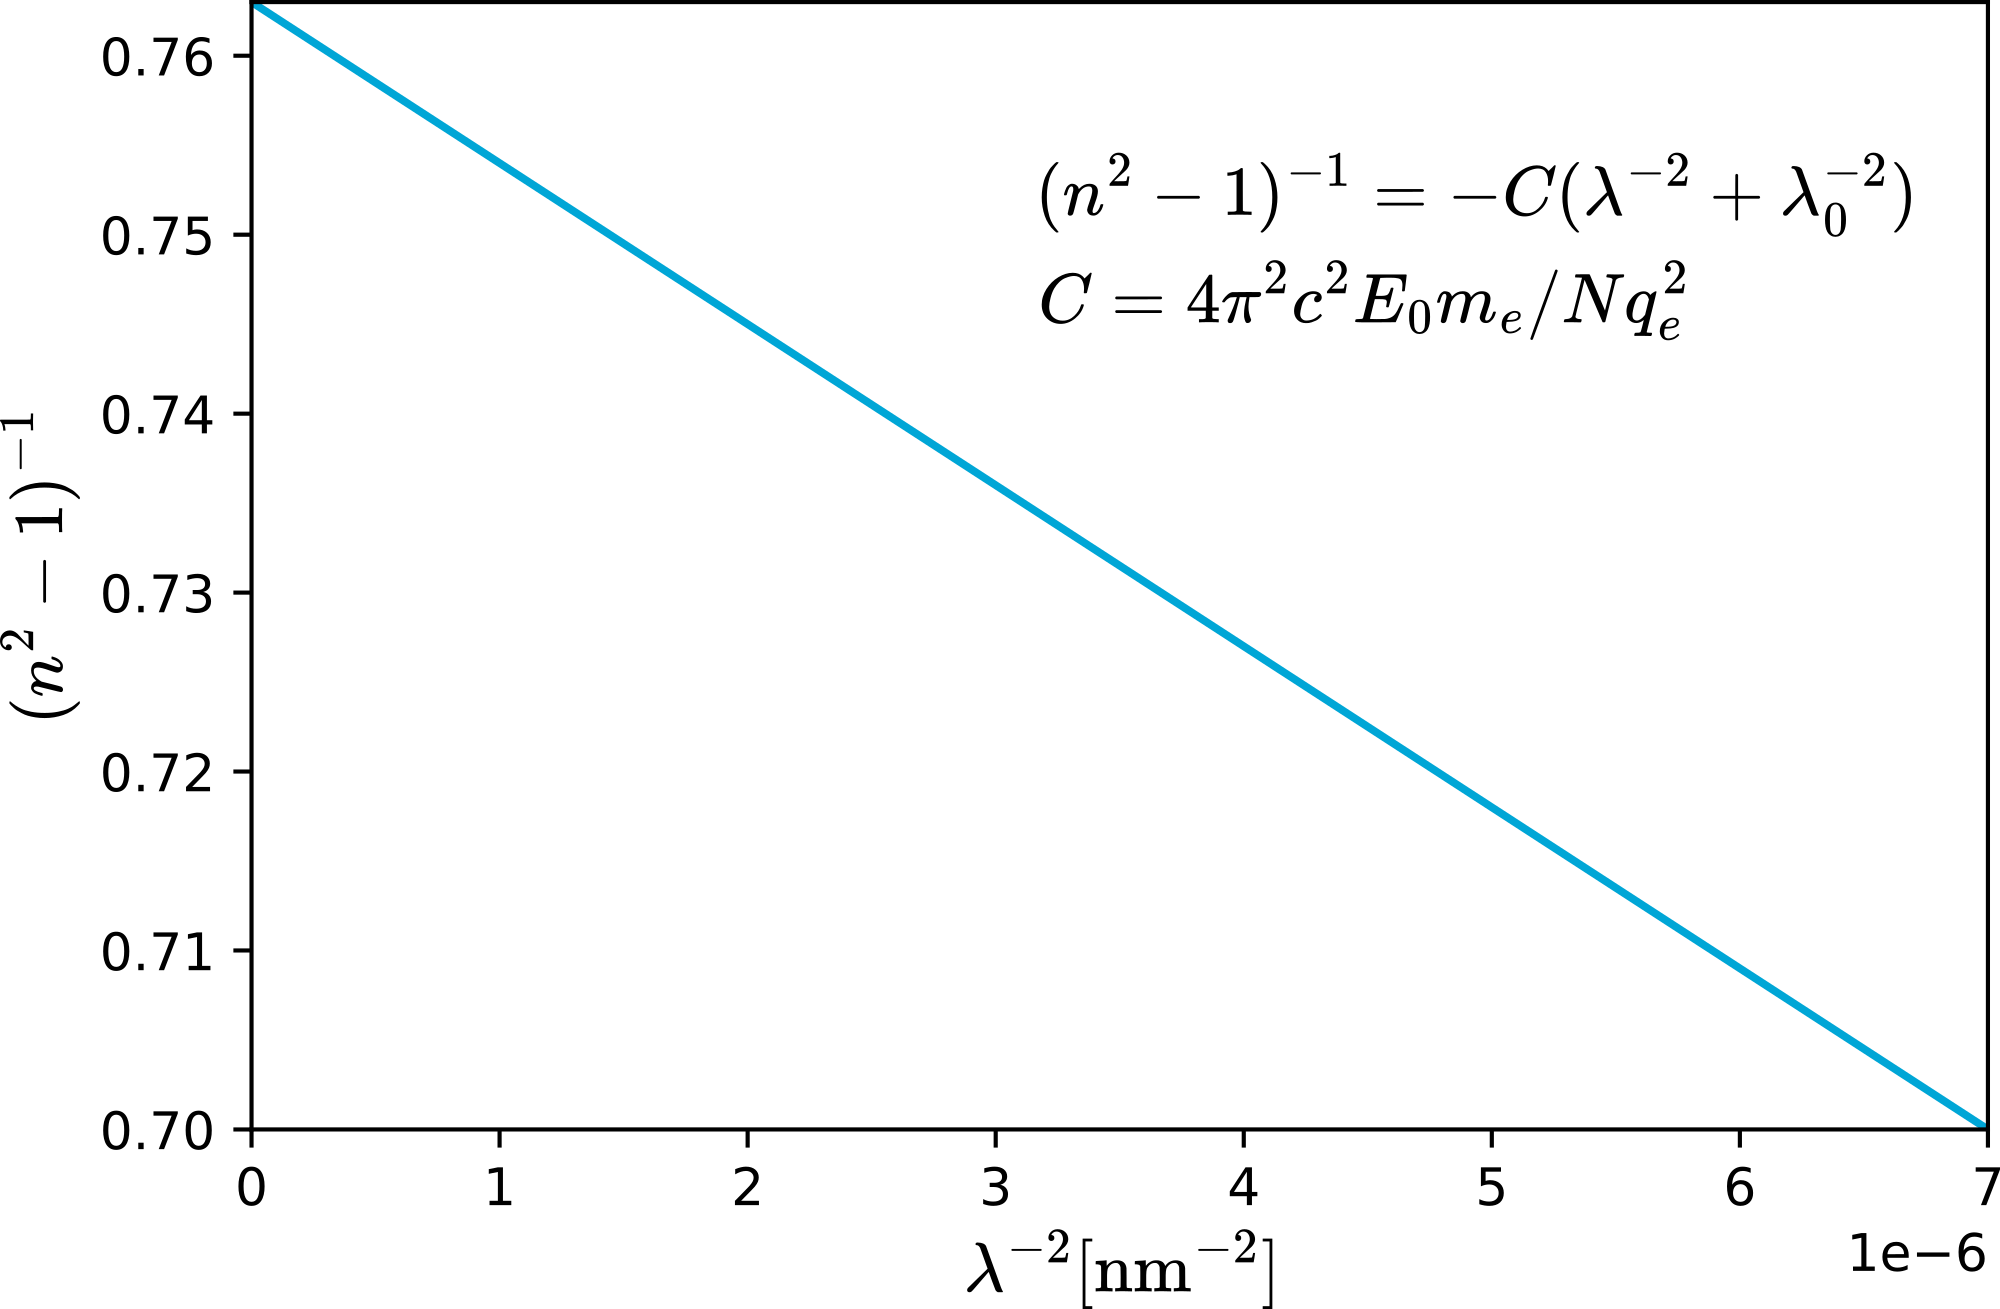 0.76
0.75
0.74
0.73
0.72
0.71
0.70
(n² − 1)⁻¹
(n² − 1)⁻¹ = −C(λ⁻² + λ₀⁻²)
C = 4π²c²E₀mₑ/Nqₑ²
0 1 2 3 4 5 6 7
1e−6
λ⁻²[nm⁻²]